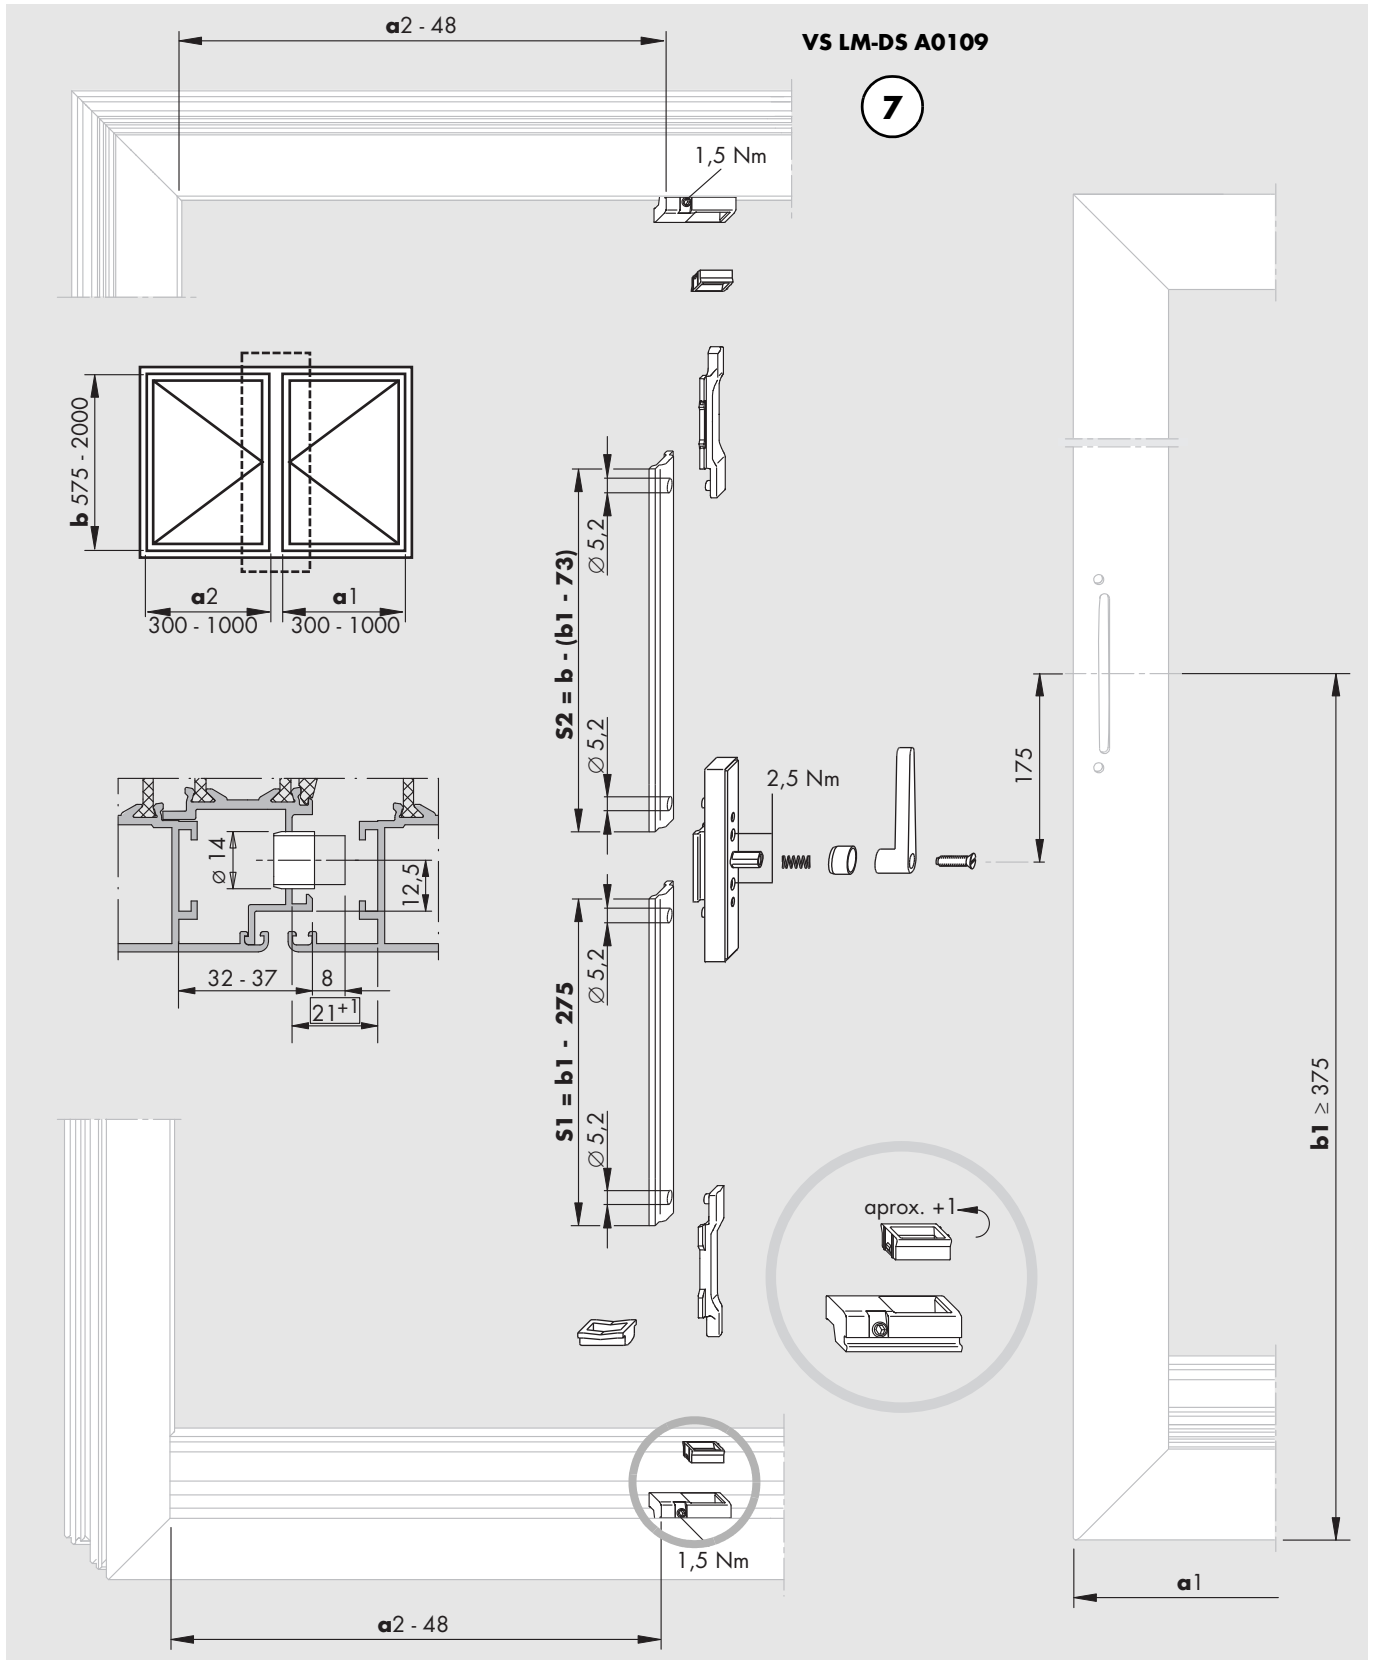 a2 - 48
VS LM-DS A0109
7
1,5 Nm
b 575 - 2000
a2
300 - 1000
a1
300 - 1000
Ø 5,2
S2 = b - (b1 - 73)
Ø 5,2
175
2,5 Nm
Ø 14
12,5
32 - 37
8
21+1
Ø 5,2
S1 = b1 - 275
Ø 5,2
b1 ≥ 375
aprox. +1
1,5 Nm
a1
a2 - 48